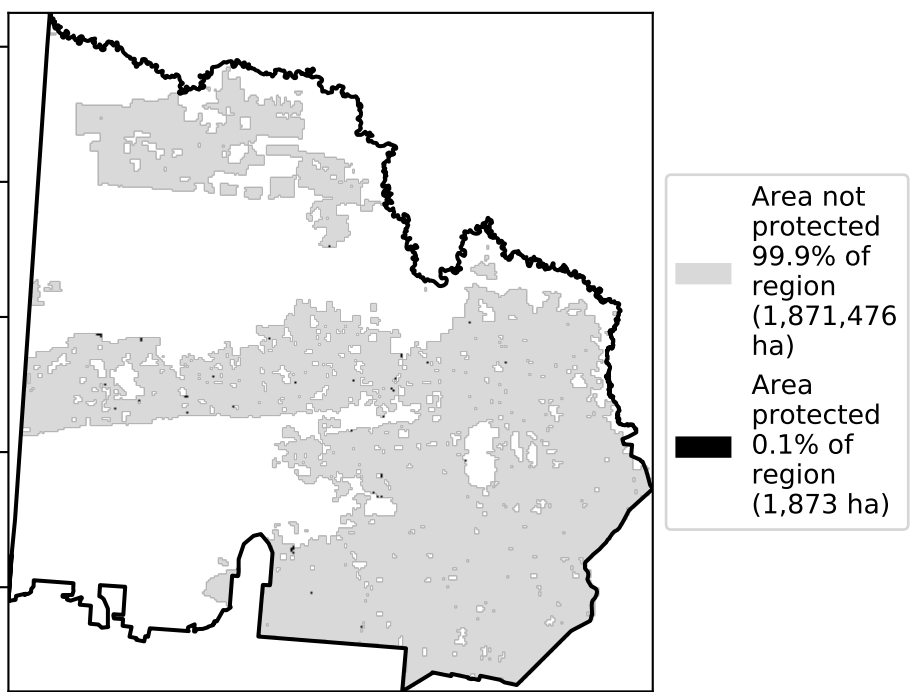 Area not
protected
99.9% of
region
(1,871,476
ha)
Area
protected
0.1% of
region
(1,873 ha)